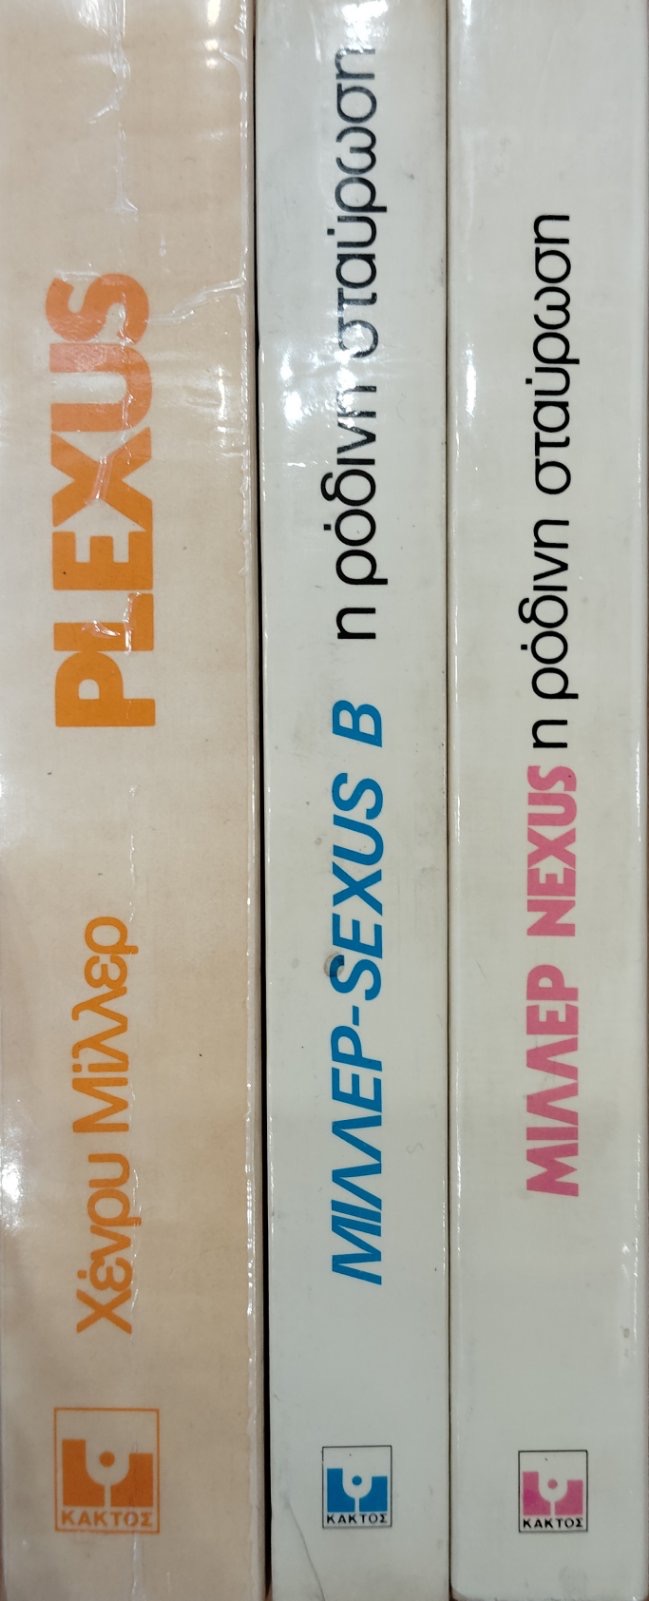 Χένρυ Μίλλερ PLEXUS
ΚΑΚΤΟΣ
ΜΙΛΛΕΡ-SEXUS Β η ρόδινη σταύρωση
ΚΑΚΤΟΣ
ΜΙΛΛΕΡ NEXUS η ρόδινη σταύρωση
ΚΑΚΤΟΣ